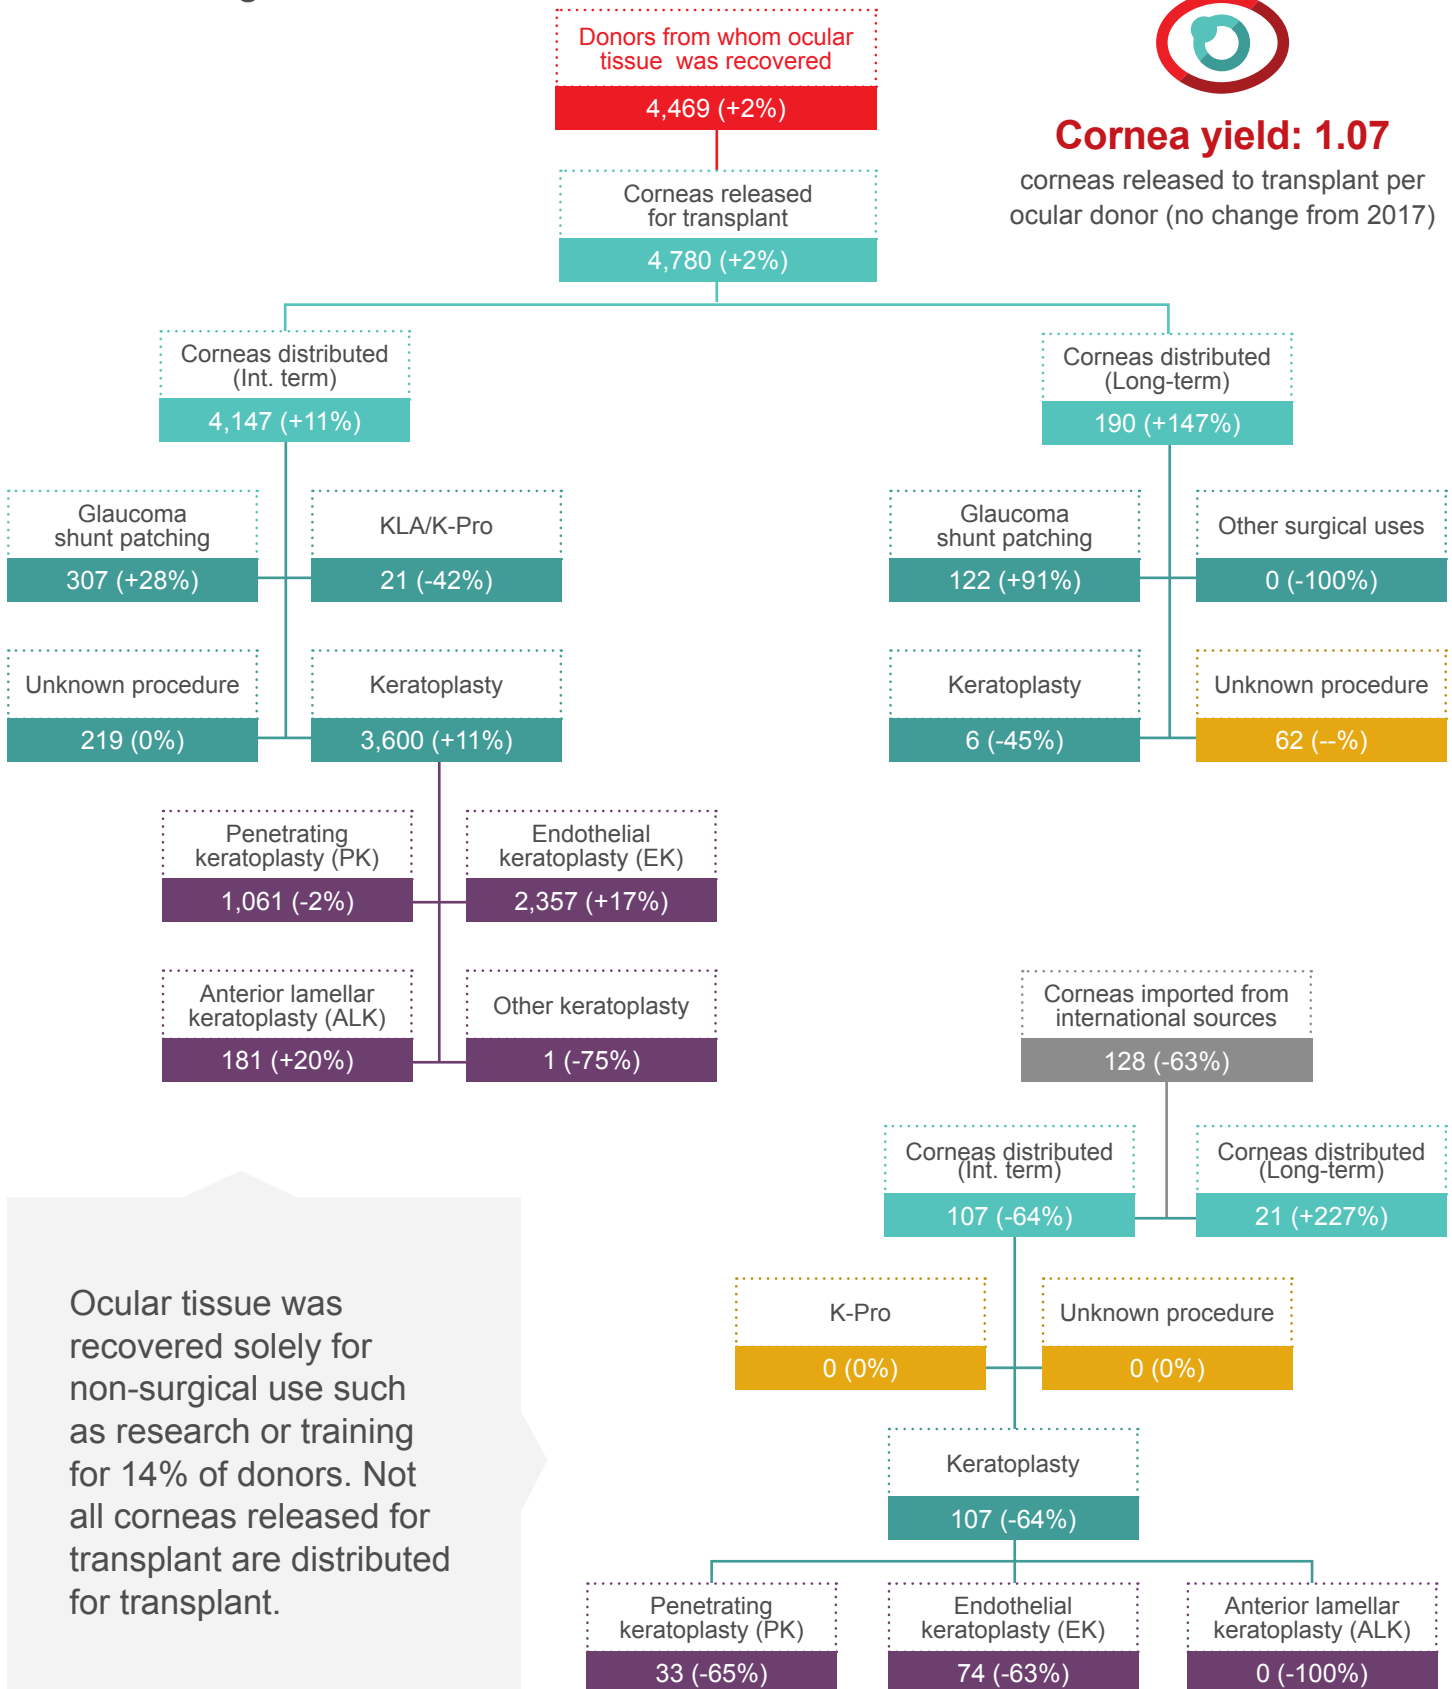 Donors from whom ocular
tissue was recovered
4,469 (+2%)
Cornea yield: 1.07
corneas released to transplant per
ocular donor (no change from 2017)
Corneas released
for transplant
4,780 (+2%)
Corneas distributed
(Int. term)
4,147 (+11%)
Corneas distributed
(Long-term)
190 (+147%)
Glaucoma
shunt patching
307 (+28%)
KLA/K-Pro
21 (-42%)
Glaucoma
shunt patching
122 (+91%)
Other surgical uses
0 (-100%)
Unknown procedure
219 (0%)
Keratoplasty
3,600 (+11%)
Keratoplasty
6 (-45%)
Unknown procedure
62 (--%)
Penetrating
keratoplasty (PK)
1,061 (-2%)
Endothelial
keratoplasty (EK)
2,357 (+17%)
Anterior lamellar
keratoplasty (ALK)
181 (+20%)
Other keratoplasty
1 (-75%)
Corneas imported from
international sources
128 (-63%)
Corneas distributed
(Int. term)
107 (-64%)
Corneas distributed
(Long-term)
21 (+227%)
K-Pro
0 (0%)
Unknown procedure
0 (0%)
Keratoplasty
107 (-64%)
Penetrating
keratoplasty (PK)
33 (-65%)
Endothelial
keratoplasty (EK)
74 (-63%)
Anterior lamellar
keratoplasty (ALK)
0 (-100%)
Ocular tissue was
recovered solely for
non-surgical use such
as research or training
for 14% of donors. Not
all corneas released for
transplant are distributed
for transplant.